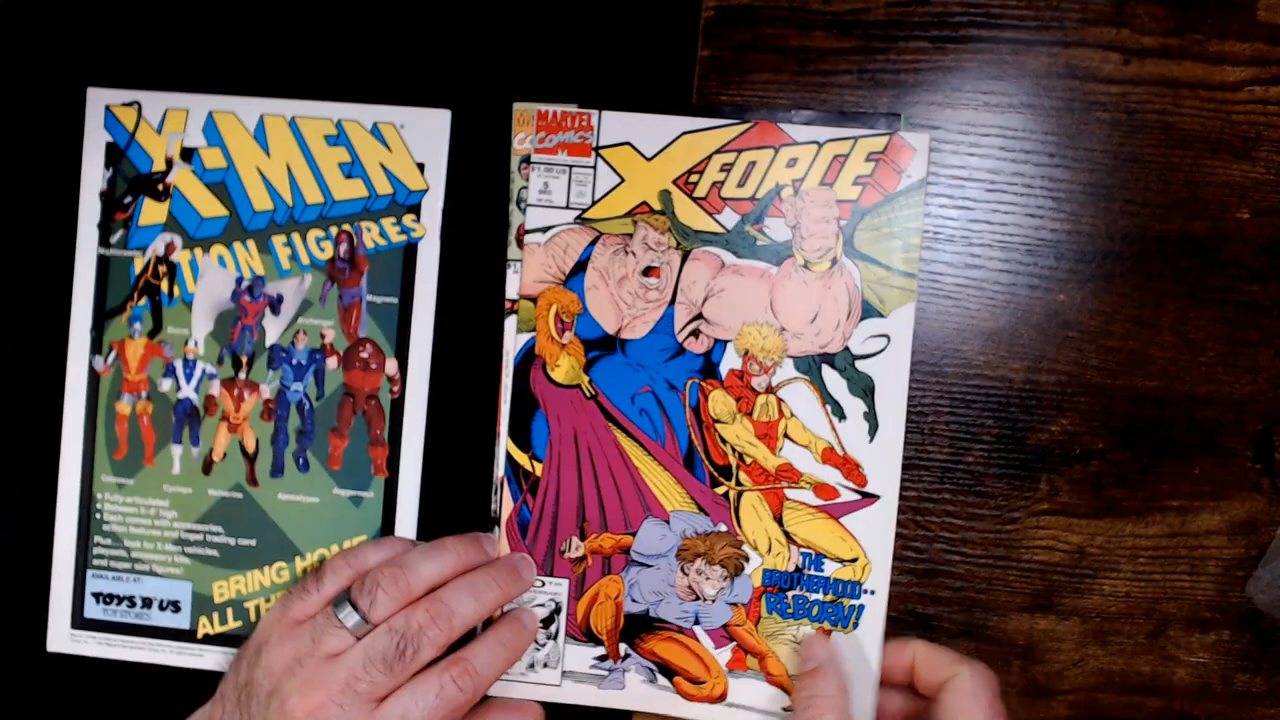 X-MEN
ACTION FIGURES
Magneto
Storm
Archangel
Colossus
Cyclops
Wolverine
Apocalypse
Juggernaut
• Fully-articulated
• Between 5-6" high
• Each comes with accessories,
action features and Impel trading card
Plus... look for X-Men vehicles,
playsets, accessory kits,
and super size figures!
AVAILABLE AT:
TOYS R US
TOY STORES
BRING HOME
ALL TH
MARVEL
COMICS
$1.00 US
5
DEC
X-FORCE
THE
BROTHERHOOD--
REBORN!